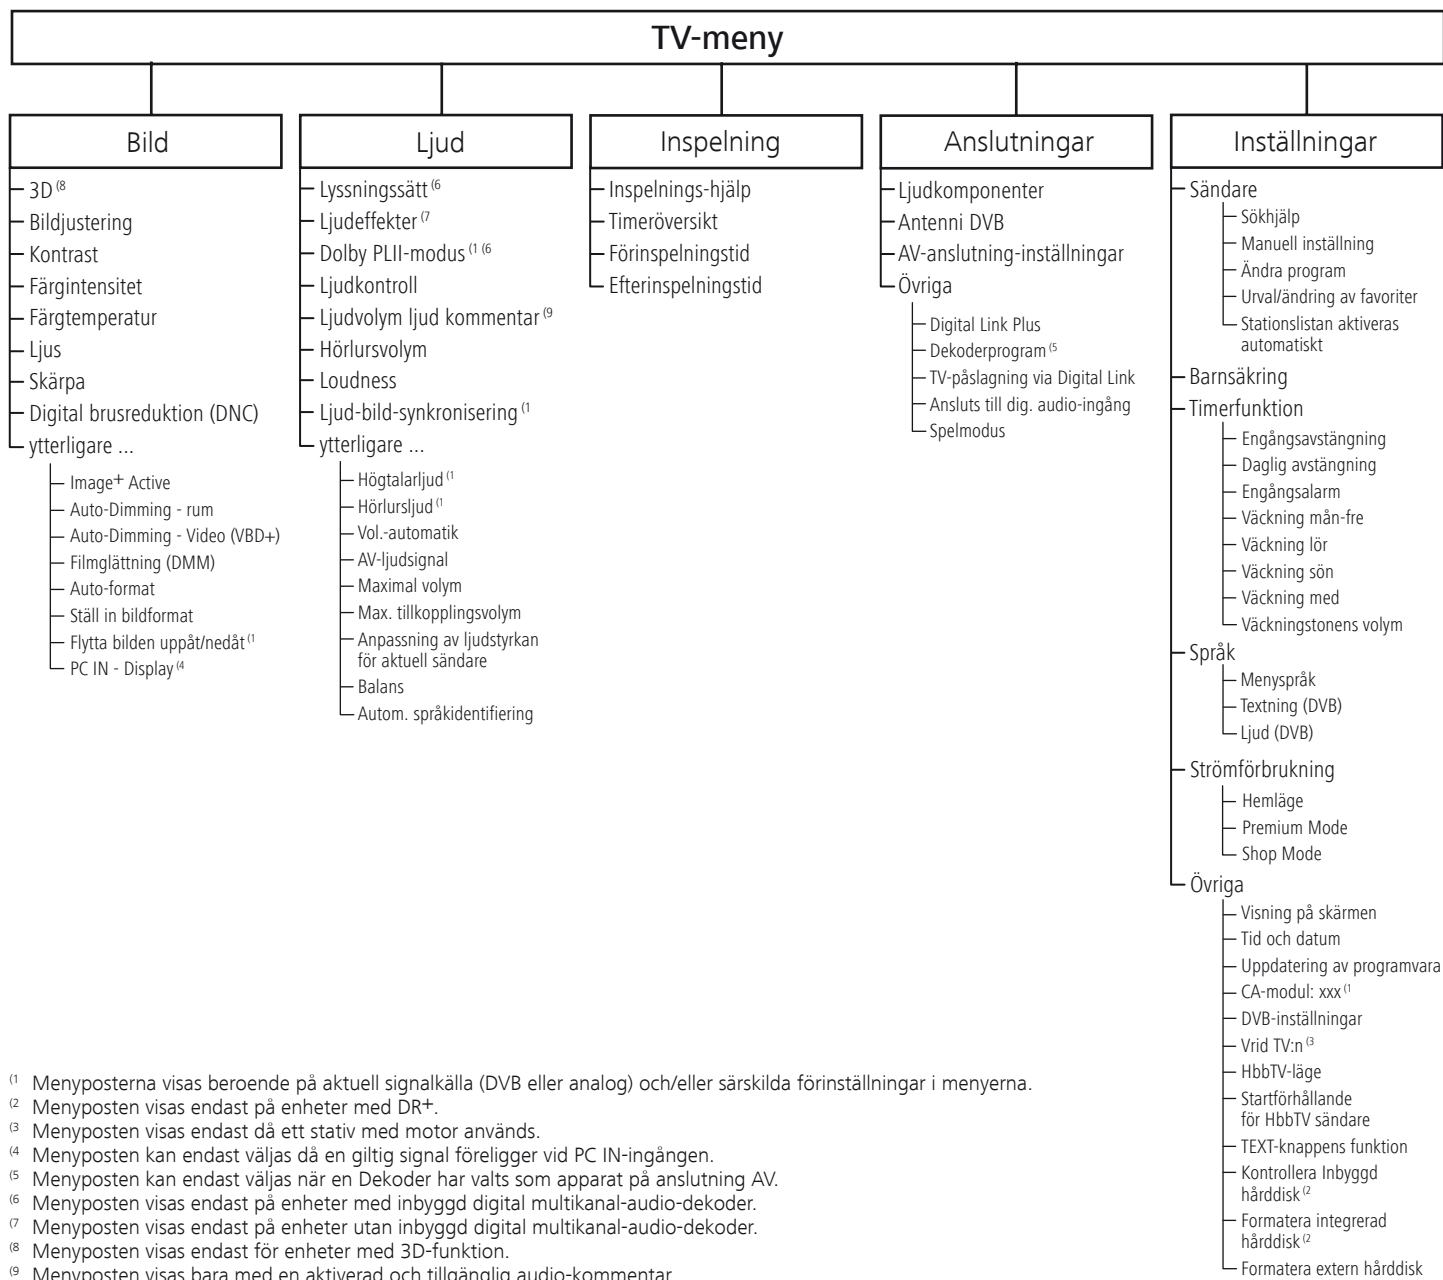 TV-meny
Bild
3D (8
Bildjustering
Kontrast
Färgintensitet
Färgtemperatur
Ljus
Skärpa
Digital brusreduktion (DNC)
ytterligare ...
Image+ Active
Auto-Dimming - rum
Auto-Dimming - Video (VBD+)
Filmglättning (DMM)
Auto-format
Ställ in bildformat
Flytta bilden uppåt/nedåt (1
PC IN - Display (4
Ljud
Lyssningssätt (6
Ljudeffekter (7
Dolby PLII-modus (1 (6
Ljudkontroll
Ljudvolym ljud kommentar (9
Hörlursvolym
Loudness
Ljud-bild-synkronisering (1
ytterligare ...
Högtalarljud (1
Hörlursljud (1
Vol.-automatik
AV-ljudsignal
Maximal volym
Max. tillkopplingsvolym
Anpassning av ljudstyrkan
för aktuell sändare
Balans
Autom. språkidentifiering
Inspelning
Inspelnings-hjälp
Timeröversikt
Förinspelningstid
Efterinspelningstid
Anslutningar
Ljudkomponenter
Antenni DVB
AV-anslutning-inställningar
Övriga
Digital Link Plus
Dekoderprogram (5
TV-påslagning via Digital Link
Ansluts till dig. audio-ingång
Spelmodus
Inställningar
Sändare
Sökhjälp
Manuell inställning
Ändra program
Urval/ändring av favoriter
Stationslistan aktiveras
automatiskt
Barnsäkring
Timerfunktion
Engångsavstängning
Daglig avstängning
Engångsalarm
Väckning mån-fre
Väckning lör
Väckning sön
Väckning med
Väckningstonens volym
Språk
Menyspråk
Textning (DVB)
Ljud (DVB)
Strömförbrukning
Hemläge
Premium Mode
Shop Mode
Övriga
Visning på skärmen
Tid och datum
Uppdatering av programvara
CA-modul: xxx (1
DVB-inställningar
Vrid TV:n (3
HbbTV-läge
Startförhållande
för HbbTV sändare
TEXT-knappens funktion
Kontrollera Inbyggd
hårddisk (2
Formatera integrerad
hårddisk (2
Formatera extern hårddisk
(1 Menyposterna visas beroende på aktuell signalkälla (DVB eller analog) och/eller särskilda förinställningar i menyerna.
(2 Menyposten visas endast på enheter med DR+.
(3 Menyposten visas endast då ett stativ med motor används.
(4 Menyposten kan endast väljas då en giltig signal föreligger vid PC IN-ingången.
(5 Menyposten kan endast väljas när en Dekoder har valts som apparat på anslutning AV.
(6 Menyposten visas endast på enheter med inbyggd digital multikanal-audio-dekoder.
(7 Menyposten visas endast på enheter utan inbyggd digital multikanal-audio-dekoder.
(8 Menyposten visas endast för enheter med 3D-funktion.
(9 Menyposten visas bara med en aktiverad och tillgänglig audio-kommentar